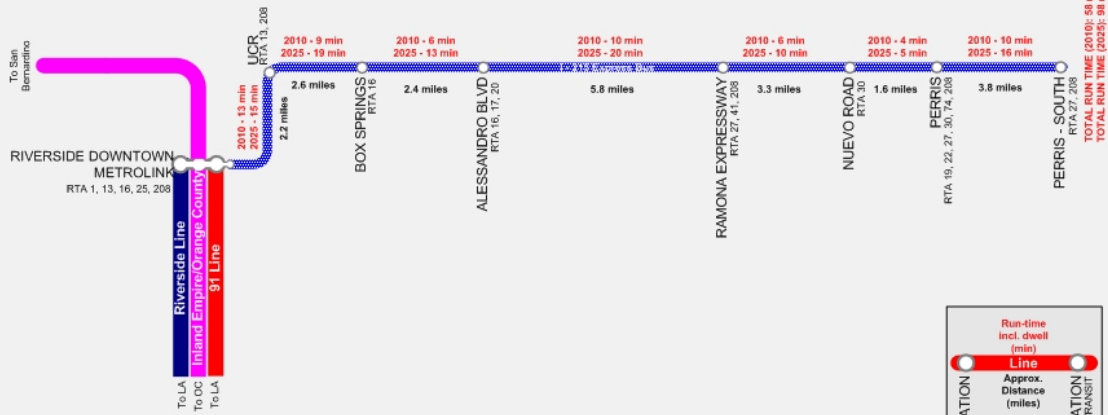 To San
Bernardino
UCR
RTA 13, 208
2010 - 9 min
2025 - 19 min
2010 - 6 min
2025 - 13 min
2010 - 10 min
2025 - 20 min
2010 - 6 min
2025 - 10 min
2010 - 4 min
2025 - 5 min
2010 - 10 min
2025 - 16 min
TOTAL RUN TIME (2010): 58
TOTAL RUN TIME (2025): 98
I - 215 Express Bus
2010 - 13 min
2025 - 15 min
2.2 miles
2.6 miles
2.4 miles
5.8 miles
3.3 miles
1.6 miles
3.8 miles
BOX SPRINGS
RTA 16
ALESSANDRO BLVD
RTA 16, 17, 20
RAMONA EXPRESSWAY
RTA 27, 41, 208
NUEVO ROAD
RTA 30
PERRIS
RTA 19, 22, 27, 30, 74, 208
PERRIS - SOUTH
RTA 27, 208
RIVERSIDE DOWNTOWN
METROLINK
RTA 1, 13, 16, 25, 208
Riverside Line
Inland Empire/Orange County
91 Line
To LA
To OC
To LA
Run-time
incl. dwell
(min)
Line
Approx.
Distance
(miles)
ATION
ATION
RANSIT